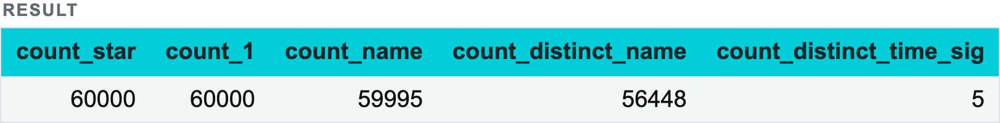 RESULT
count_star count_1 count_name count_distinct_name count_distinct_time_sig
60000 60000 59995 56448 5